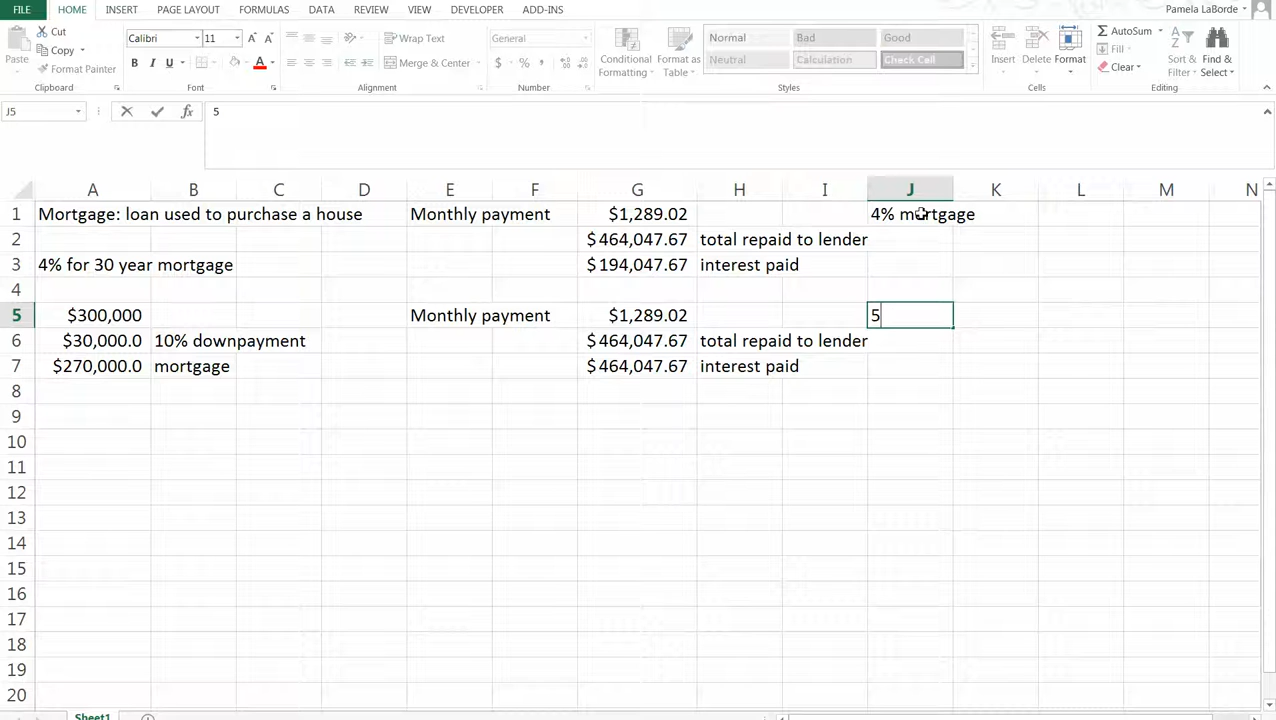 FILE HOME INSERT PAGE LAYOUT FORMULAS DATA REVIEW VIEW DEVELOPER ADD-INS Pamela LaBorde
Paste Cut Copy Format Painter
Calibri 11 A A
B I U A
Wrap Text
Merge & Center
General
$ % ,
Conditional Formatting
Format as Table
Normal Bad Good
Neutral Calculation Check Cell
Insert Delete Format
AutoSum
Fill
Clear
Sort & Filter
Find & Select
Clipboard Font Alignment Number Styles Cells Editing
J5 fx 5
A B C D E F G H I J K L M N
1 Mortgage: loan used to purchase a house Monthly payment $1,289.02 4% mortgage
2 $464,047.67 total repaid to lender
3 4% for 30 year mortgage $194,047.67 interest paid
4
5 $300,000 Monthly payment $1,289.02 5
6 $30,000.0 10% downpayment $464,047.67 total repaid to lender
7 $270,000.0 mortgage $464,047.67 interest paid
8
9
10
11
12
13
14
15
16
17
18
19
20
Sheet1